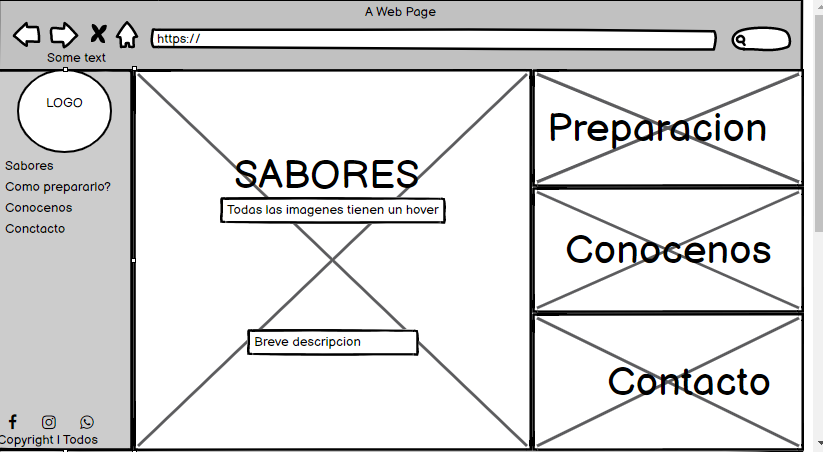 A Web Page
https://
Some text
LOGO
Sabores
Como prepararlo?
Conocenos
Conctacto
Copyright I Todos
SABORES
Todas las imagenes tienen un hover
Breve descripcion
Preparacion
Conocenos
Contacto